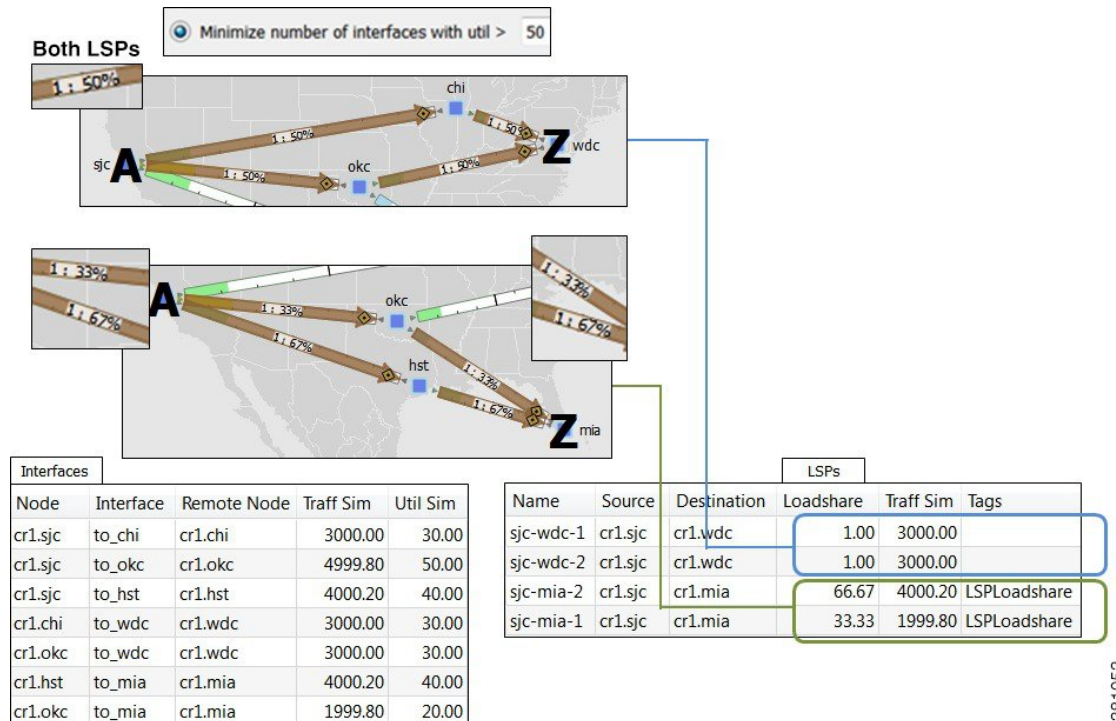 Minimize number of interfaces with util > 50
Both LSPs
1 : 50%
chi
1 : 50%
1 : 50%
sjc A
Z wdc
okc
1 : 50%
1 : 50%
1 : 33%
1 : 67%
1 : 33%
1 : 67%
A
okc
1 : 33%
1 : 67%
hst
1 : 33%
1 : 67%
Z mia
Interfaces
Node Interface Remote Node Traff Sim Util Sim
cr1.sjc to_chi cr1.chi 3000.00 30.00
cr1.sjc to_okc cr1.okc 4999.80 50.00
cr1.sjc to_hst cr1.hst 4000.20 40.00
cr1.chi to_wdc cr1.wdc 3000.00 30.00
cr1.okc to_wdc cr1.wdc 3000.00 30.00
cr1.hst to_mia cr1.mia 4000.20 40.00
cr1.okc to_mia cr1.mia 1999.80 20.00
LSPs
Name Source Destination Loadshare Traff Sim Tags
sjc-wdc-1 cr1.sjc cr1.wdc 1.00 3000.00
sjc-wdc-2 cr1.sjc cr1.wdc 1.00 3000.00
sjc-mia-2 cr1.sjc cr1.mia 66.67 4000.20 LSPLoadshare
sjc-mia-1 cr1.sjc cr1.mia 33.33 1999.80 LSPLoadshare